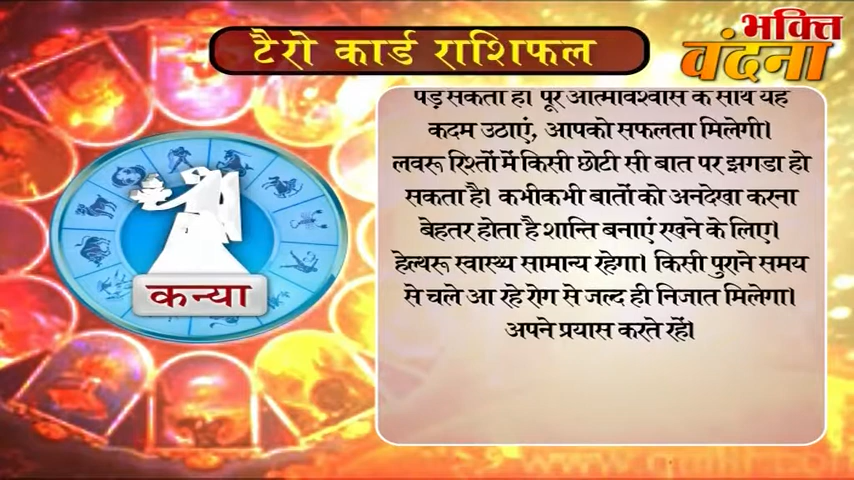 टैरो कार्ड राशिफल
भक्ति
वंदना
पड़ सकता है। पूरे आत्मविश्वास के साथ यह
कदम उठाएं, आपको सफलता मिलेगी।
लवरू रिश्तों में किसी छोटी सी बात पर झगडा हो
सकता है। कभीकभी बातों को अनदेखा करना
बेहतर होता है शान्ति बनाएं रखने के लिए।
हेल्थरू स्वास्थ्य सामान्य रहेगा। किसी पुराने समय
से चले आ रहे रोग से जल्द ही निजात मिलेगा।
अपने प्रयास करते रहें।
कन्या